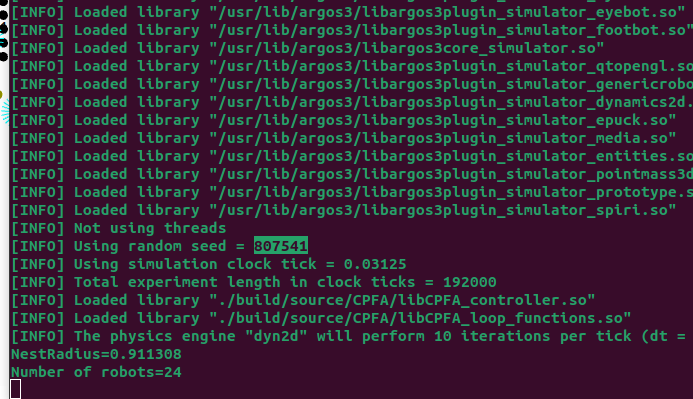 [INFO] Loaded library "/usr/lib/argos3/libargos3plugin_simulator_eyebot.so"
[INFO] Loaded library "/usr/lib/argos3/libargos3plugin_simulator_footbot.so"
[INFO] Loaded library "/usr/lib/argos3/libargos3core_simulator.so"
[INFO] Loaded library "/usr/lib/argos3/libargos3plugin_simulator_qtopengl.so
[INFO] Loaded library "/usr/lib/argos3/libargos3plugin_simulator_genericrobo
[INFO] Loaded library "/usr/lib/argos3/libargos3plugin_simulator_dynamics2d.
[INFO] Loaded library "/usr/lib/argos3/libargos3plugin_simulator_epuck.so"
[INFO] Loaded library "/usr/lib/argos3/libargos3plugin_simulator_media.so"
[INFO] Loaded library "/usr/lib/argos3/libargos3plugin_simulator_entities.so
[INFO] Loaded library "/usr/lib/argos3/libargos3plugin_simulator_pointmass3d
[INFO] Loaded library "/usr/lib/argos3/libargos3plugin_simulator_prototype.s
[INFO] Loaded library "/usr/lib/argos3/libargos3plugin_simulator_spiri.so"
[INFO] Not using threads
[INFO] Using random seed = 807541
[INFO] Using simulation clock tick = 0.03125
[INFO] Total experiment length in clock ticks = 192000
[INFO] Loaded library "./build/source/CPFA/libCPFA_controller.so"
[INFO] Loaded library "./build/source/CPFA/libCPFA_loop_functions.so"
[INFO] The physics engine "dyn2d" will perform 10 iterations per tick (dt =
NestRadius=0.911308
Number of robots=24